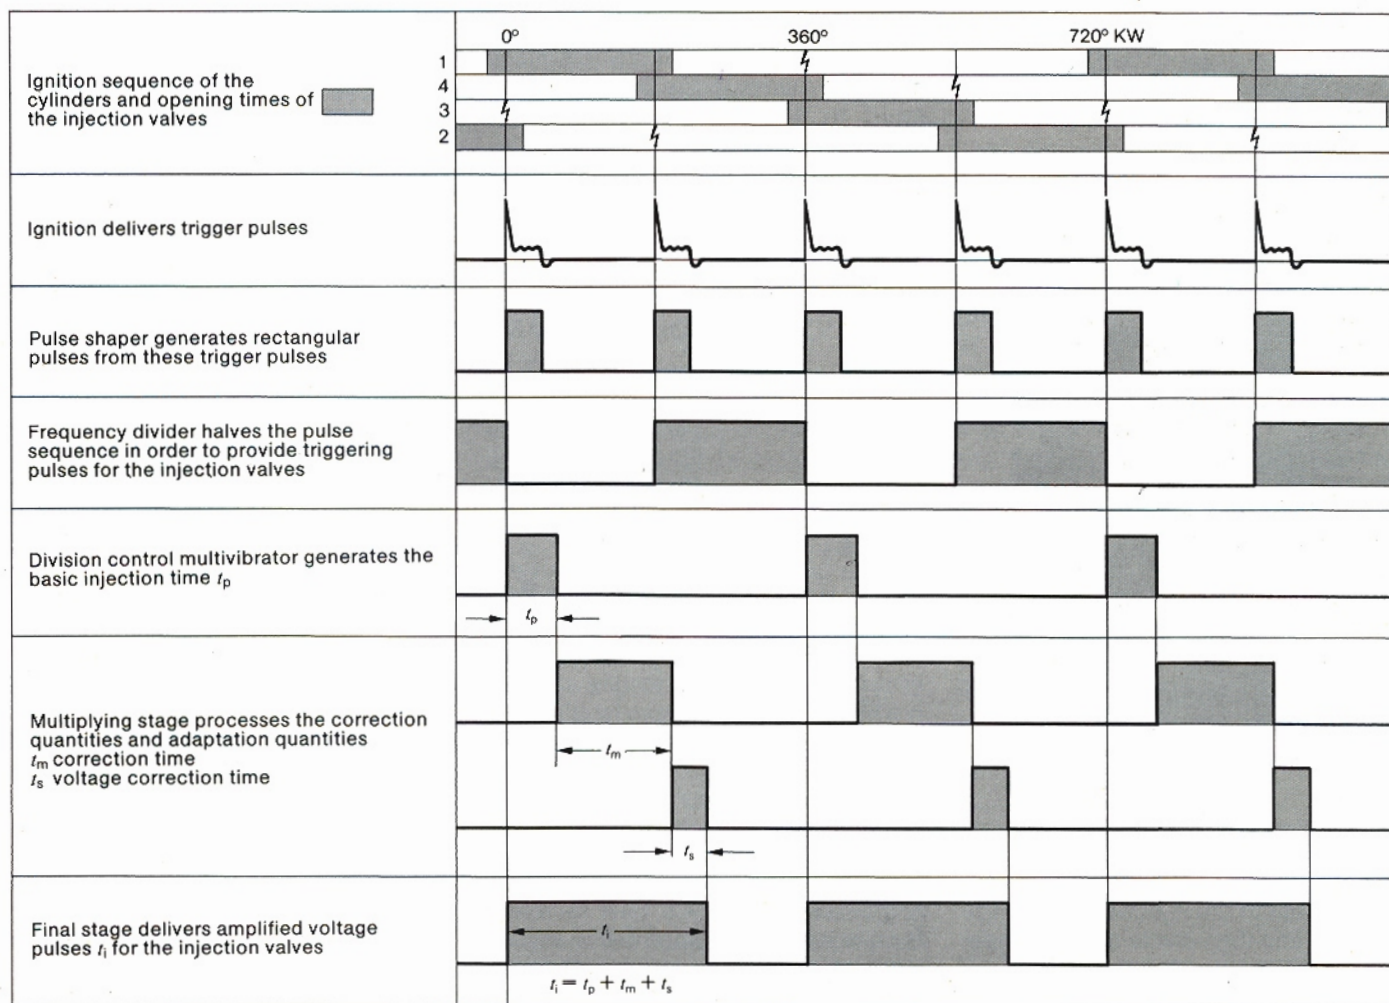 0° 360° 720° KW
Ignition sequence of the
cylinders and opening times of
the injection valves
1
4
3
2
Ignition delivers trigger pulses
Pulse shaper generates rectangular
pulses from these trigger pulses
Frequency divider halves the pulse
sequence in order to provide triggering
pulses for the injection valves
Division control multivibrator generates the
basic injection time tp
tp
Multiplying stage processes the correction
quantities and adaptation quantities
tm correction time
ts voltage correction time
tm
ts
Final stage delivers amplified voltage
pulses ti for the injection valves
ti
ti = tp + tm + ts